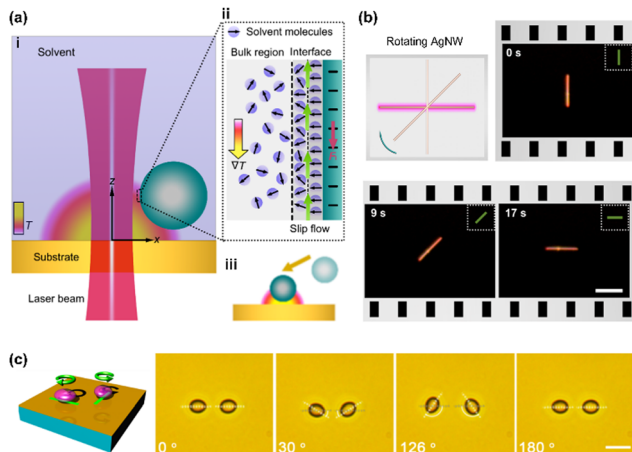 (a)
i
Solvent
T
z
x
Substrate
Laser beam
ii
Solvent molecules
Bulk region
Interface
∇T
Slip flow
iii
(b)
Rotating AgNW
0 s
9 s
17 s
(c)
0 °
30 °
126 °
180 °